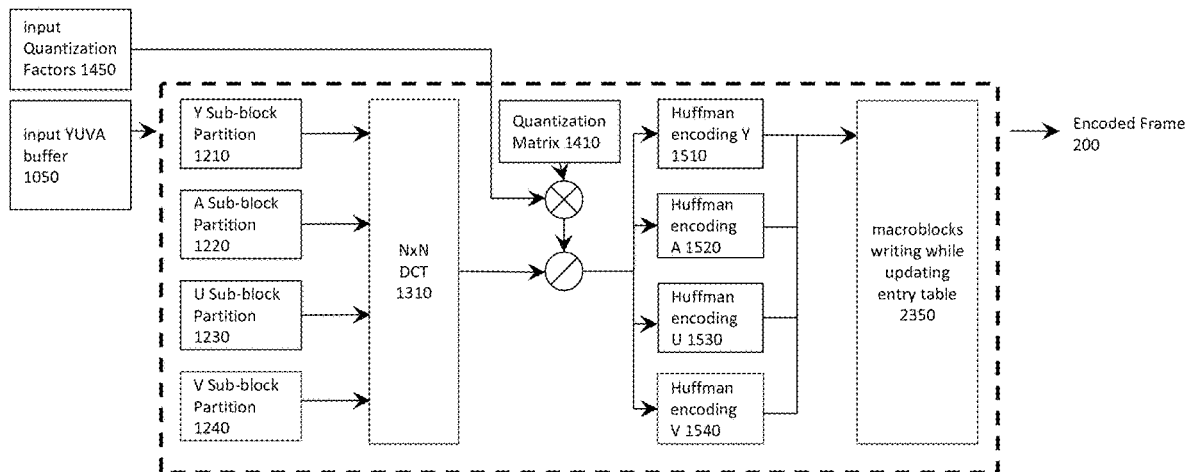 input
Quantization
Factors 1450
input YUVA
buffer
1050
Y Sub-block
Partition
1210
A Sub-block
Partition
1220
U Sub-block
Partition
1230
V Sub-block
Partition
1240
NxN
DCT
1310
Quantization
Matrix 1410
Huffman
encoding Y
1510
Huffman
encoding
A 1520
Huffman
encoding
U 1530
Huffman
encoding
V 1540
macroblocks
writing while
updating
entry table
2350
Encoded Frame
200